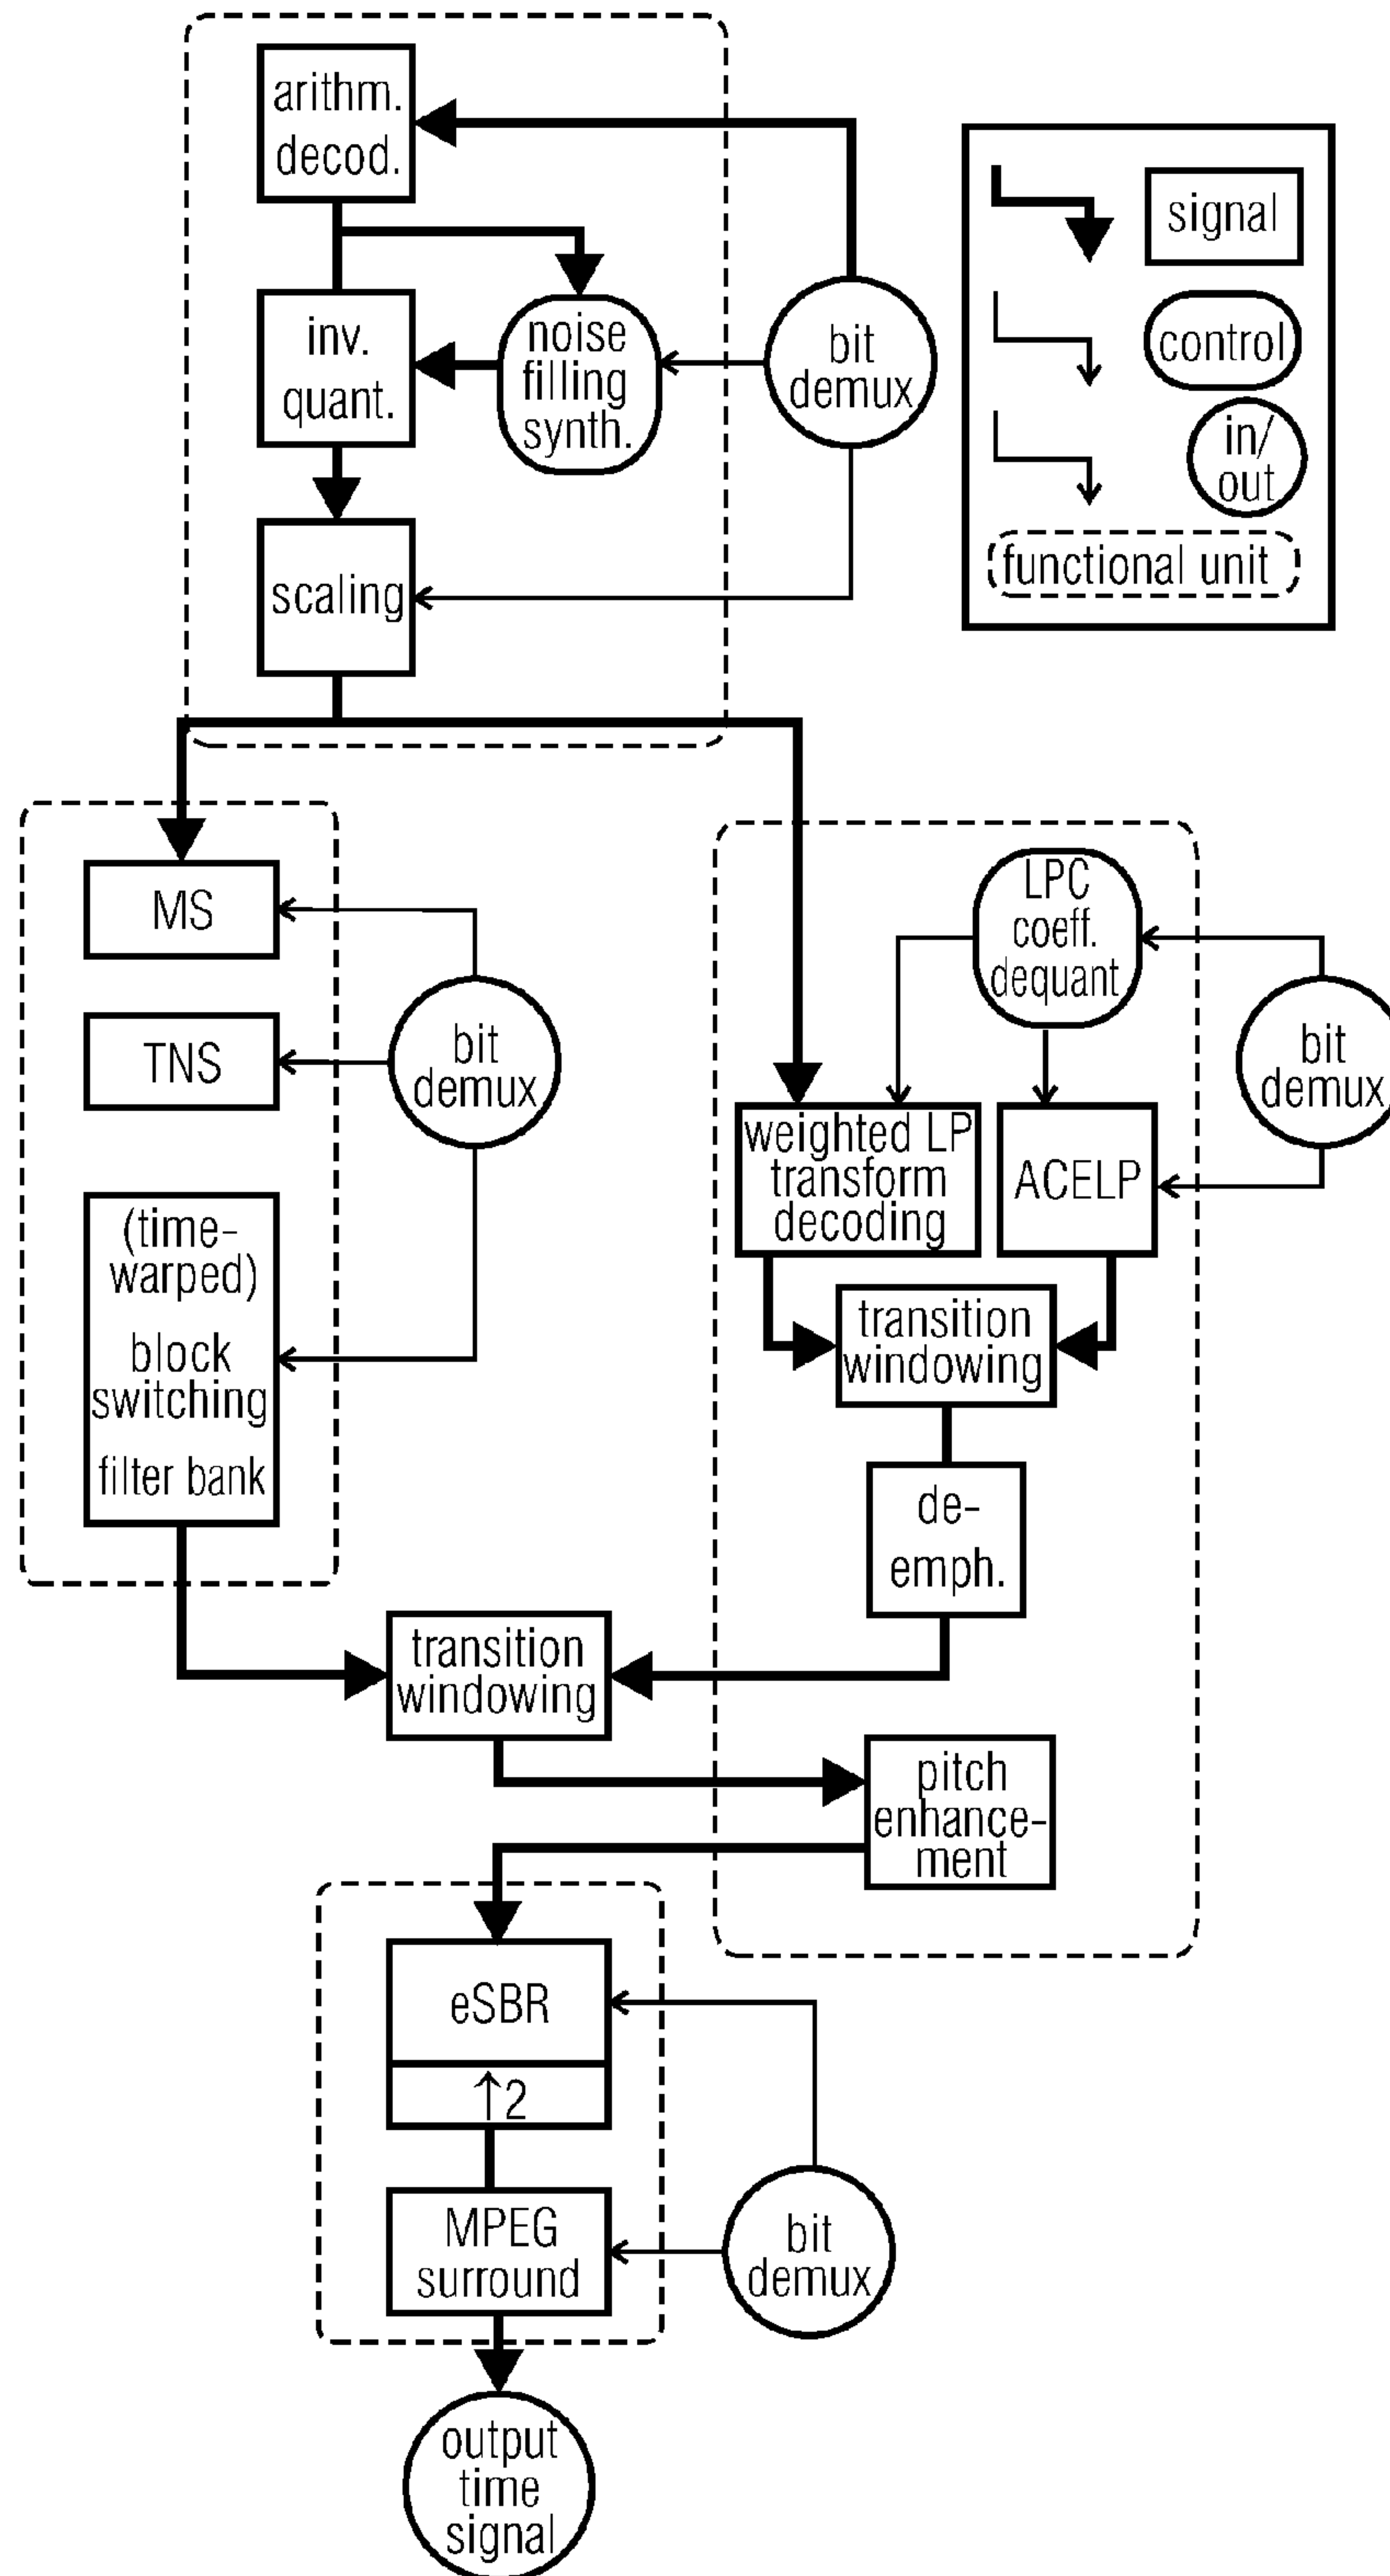 arithm.
decod.
signal
inv.
quant.
noise
filling
synth.
bit
demux
control
in/
out
scaling
functional unit
MS
LPC
coeff.
dequant
TNS
bit
demux
bit
demux
weighted LP
transform
decoding
ACELP
(time-
warped)
block
switching
filter bank
transition
windowing
de-
emph.
transition
windowing
pitch
enhance-
ment
eSBR
↑2
MPEG
surround
bit
demux
output
time
signal